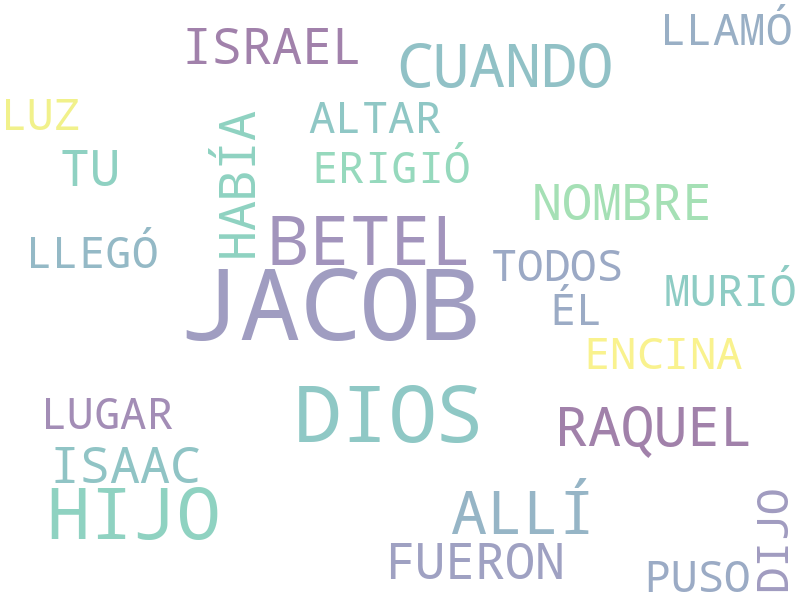 LLAMÓ
ISRAEL
CUANDO
LUZ
ALTAR
HABÍA
TU
ERIGIÓ
NOMBRE
LLEGÓ
BETEL
TODOS
MURIÓ
JACOB
ÉL
ENCINA
DIOS
LUGAR
RAQUEL
ISAAC
HIJO
ALLÍ
DIJO
FUERON
PUSO